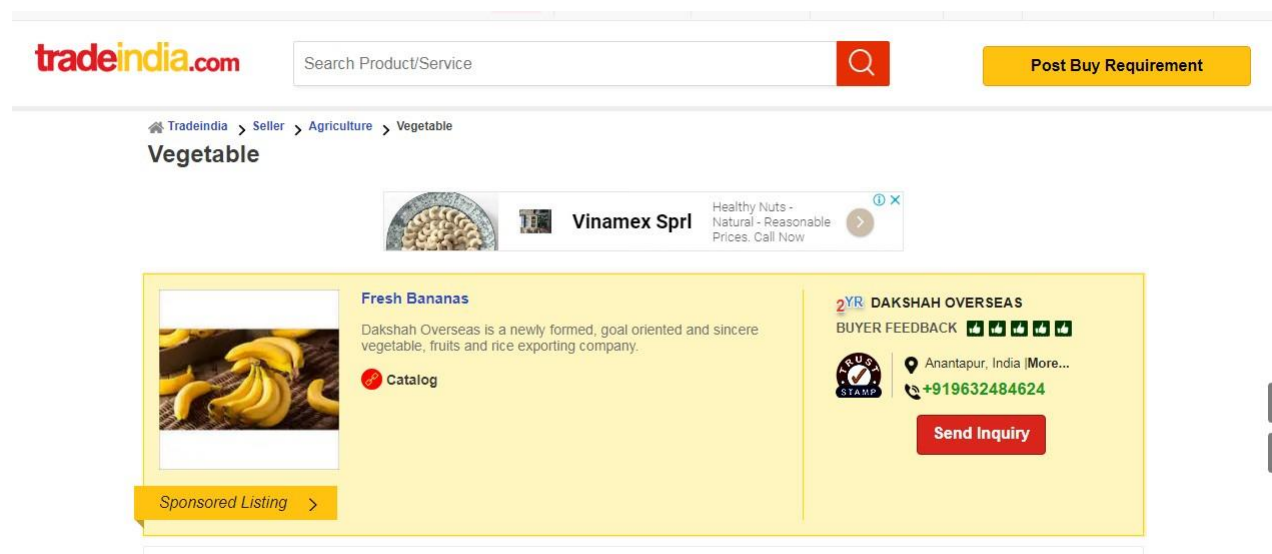 tradeindia.com
Search Product/Service
Post Buy Requirement
Tradeindia > Seller > Agriculture > Vegetable
Vegetable
Vinamex Sprl
Healthy Nuts -
Natural - Reasonable
Prices. Call Now
Fresh Bananas
Dakshah Overseas is a newly formed, goal oriented and sincere
vegetable, fruits and rice exporting company.
Catalog
Sponsored Listing >
2YR DAKSHAH OVERSEAS
BUYER FEEDBACK
TRUST
STAMP
Anantapur, India |More...
+919632484624
Send Inquiry